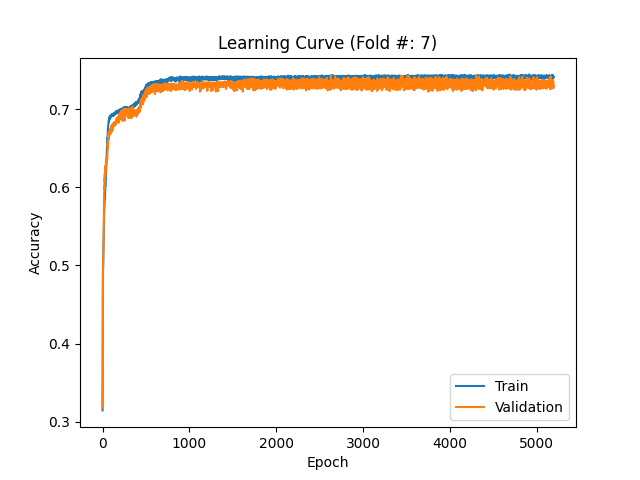 Learning Curve (Fold #: 7)
0.7
0.6
0.5
0.4
0.3
Accuracy
0
1000
2000
3000
4000
5000
Epoch
Train
Validation